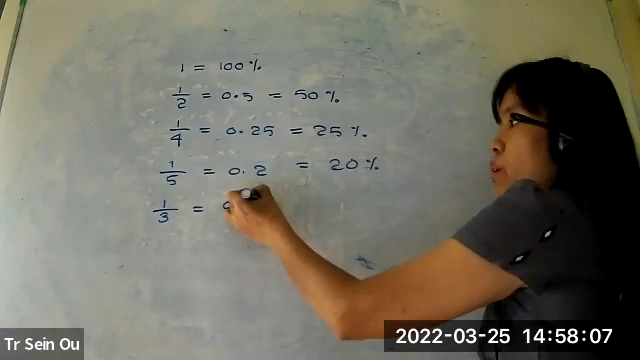 1 = 100%
1/2 = 0.5 = 50%
1/4 = 0.25 = 25%.
1/5 = 0.2 = 20%
1/3 = 0
Tr Sein Ou
2022-03-25 14:58:07